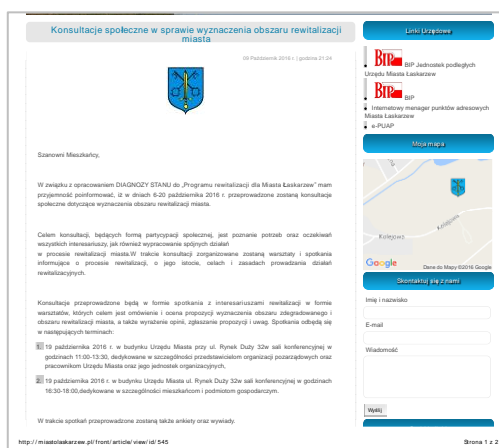 Konsultacje społeczne w sprawie wyznaczenia obszaru rewitalizacji
miasta
09 Październik 2016 r. | godzina 21:24
Szanowni Mieszkańcy,
W związku z opracowaniem DIAGNOZY STANU do „Programu rewitalizacji dla Miasta Łaskarzew” mam
przyjemność poinformować, iż w dniach 6-20 października 2016 r. przeprowadzone zostaną konsultacje
społeczne dotyczące wyznaczenia obszaru rewitalizacji miasta.
Celem konsultacji, będących formą partycypacji społecznej, jest poznanie potrzeb oraz oczekiwań
wszystkich interesariuszy, jak również wypracowanie spójnych działań
w procesie rewitalizacji miasta.W trakcie konsultacji zorganizowane zostaną warsztaty i spotkania
informujące o procesie rewitalizacji, o jego istocie, celach i zasadach prowadzenia działań
rewitalizacyjnych.
Konsultacje przeprowadzone będą w formie spotkania z interesariuszami rewitalizacji w formie
warsztatów, których celem jest omówienie i ocena propozycji wyznaczenia obszaru zdegradowanego i
obszaru rewitalizacji miasta, a także wyrażenie opinii, zgłaszanie propozycji i uwag. Spotkania odbędą się
w następujących terminach:
1. 19 października 2016 r. w budynku Urzędu Miasta przy ul. Rynek Duży 32w sali konferencyjnej w
godzinach 11:00-13:30, dedykowane w szczególności przedstawicielom organizacji pozarządowych oraz
pracownikom Urzędu Miasta oraz jego jednostek organizacyjnych,
2. 19 października 2016 r. w budynku Urzędu Miasta ul. Rynek Duży 32w sali konferencyjnej w godzinach
16:30-18:00,dedykowane w szczególności mieszkańcom i podmiotom gospodarczym.
W trakcie spotkań przeprowadzone zostaną także ankiety oraz wywiady.
Linki Urzędowe
BIP BIP Jednostek podległych
Urzędu Miasta Łaskarzew
BIP BIP
Internetowy manager punktów adresowych
Miasta Łaskarzew
e-PUAP
Moja mapa
Kolejowa
Kolejowa
Google
Dane do Mapy ©2016 Google
Skontaktuj się z nami
Imię i nazwisko
E-mail
Wiadomość
Wyślij
http://miastolaskarzew.pl/front/article/view/id/545
Strona 1 z 2